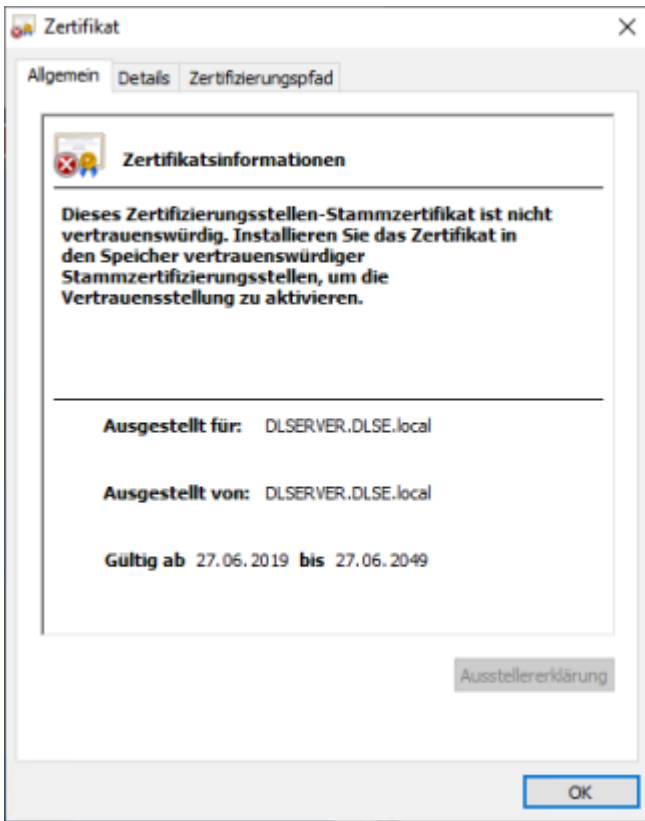 Zertifikat
Allgemein Details Zertifizierungspfad
Zertifikatsinformationen
Dieses Zertifizierungsstellen-Stammzertifikat ist nicht
vertrauenswürdig. Installieren Sie das Zertifikat in
den Speicher vertrauenswürdiger
Stammzertifizierungsstellen, um die
Vertrauensstellung zu aktivieren.
Ausgestellt für: DLSERVER.DLSE.local
Ausgestellt von: DLSERVER.DLSE.local
Gültig ab 27.06.2019 bis 27.06.2049
Ausstellererklärung
OK